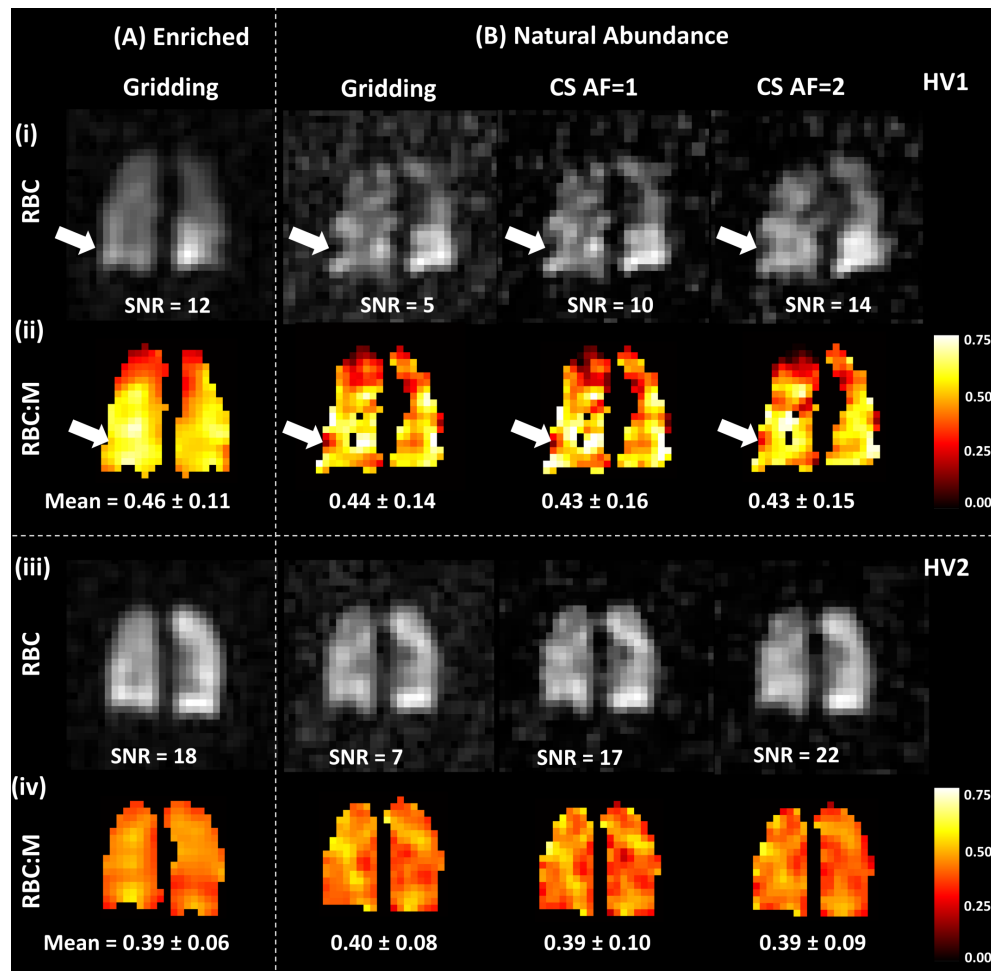 (A) Enriched
(B) Natural Abundance
Gridding
Gridding
CS AF=1
CS AF=2
HV1
(i)
RBC
SNR = 12
SNR = 5
SNR = 10
SNR = 14
(ii)
RBC:M
0.75
0.50
0.25
0.00
Mean = 0.46 ± 0.11
0.44 ± 0.14
0.43 ± 0.16
0.43 ± 0.15
(iii)
HV2
RBC
SNR = 18
SNR = 7
SNR = 17
SNR = 22
(iv)
RBC:M
0.75
0.50
0.25
0.00
Mean = 0.39 ± 0.06
0.40 ± 0.08
0.39 ± 0.10
0.39 ± 0.09